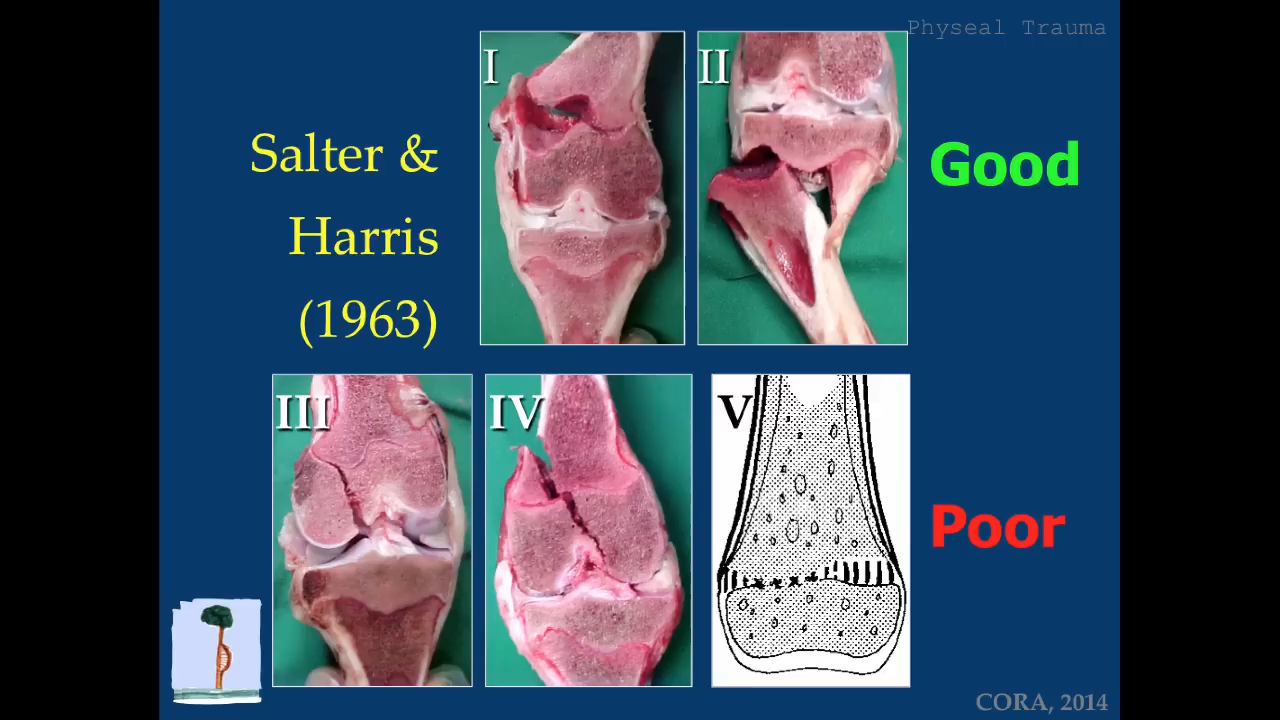 Physeal Trauma
I
II
Salter &
Harris
(1963)
Good
III
IV
V
Poor
CORA, 2014